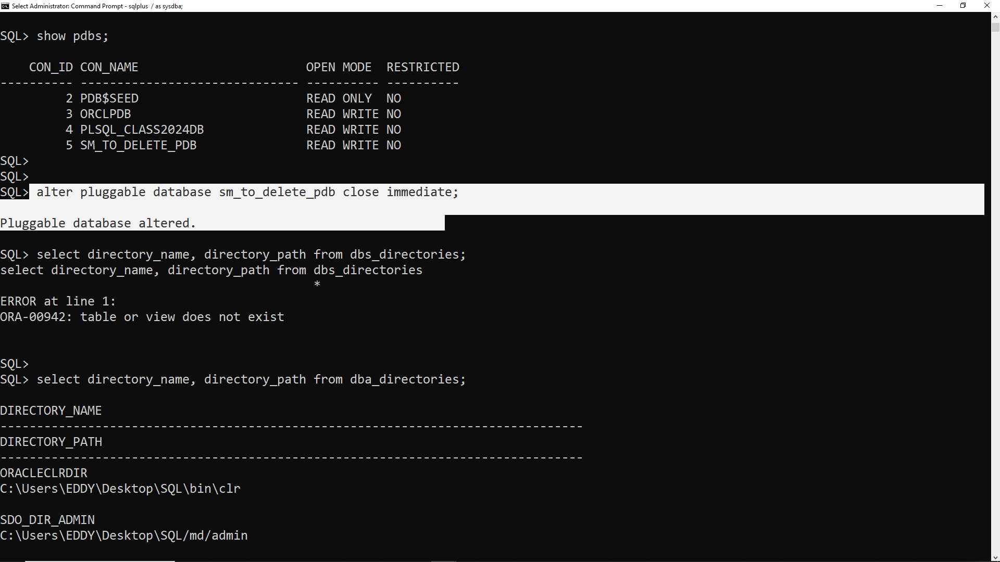 Select Administrator: Command Prompt - sqlplus  / as sysdba;
SQL> show pdbs;
    CON_ID CON_NAME                       OPEN MODE  RESTRICTED
---------- ------------------------------ ---------- ----------
         2 PDB$SEED                       READ ONLY  NO
         3 ORCLPDB                        READ WRITE NO
         4 PLSQL_CLASS2024DB              READ WRITE NO
         5 SM_TO_DELETE_PDB               READ WRITE NO
SQL>
SQL>
SQL> alter pluggable database sm_to_delete_pdb close immediate;
Pluggable database altered.
SQL> select directory_name, directory_path from dbs_directories;
select directory_name, directory_path from dbs_directories
                                           *
ERROR at line 1:
ORA-00942: table or view does not exist
SQL>
SQL> select directory_name, directory_path from dba_directories;
DIRECTORY_NAME
--------------------------------------------------------------------------------
DIRECTORY_PATH
--------------------------------------------------------------------------------
ORACLECLRDIR
C:\Users\EDDY\Desktop\SQL\bin\clr
SDO_DIR_ADMIN
C:\Users\EDDY\Desktop\SQL/md/admin